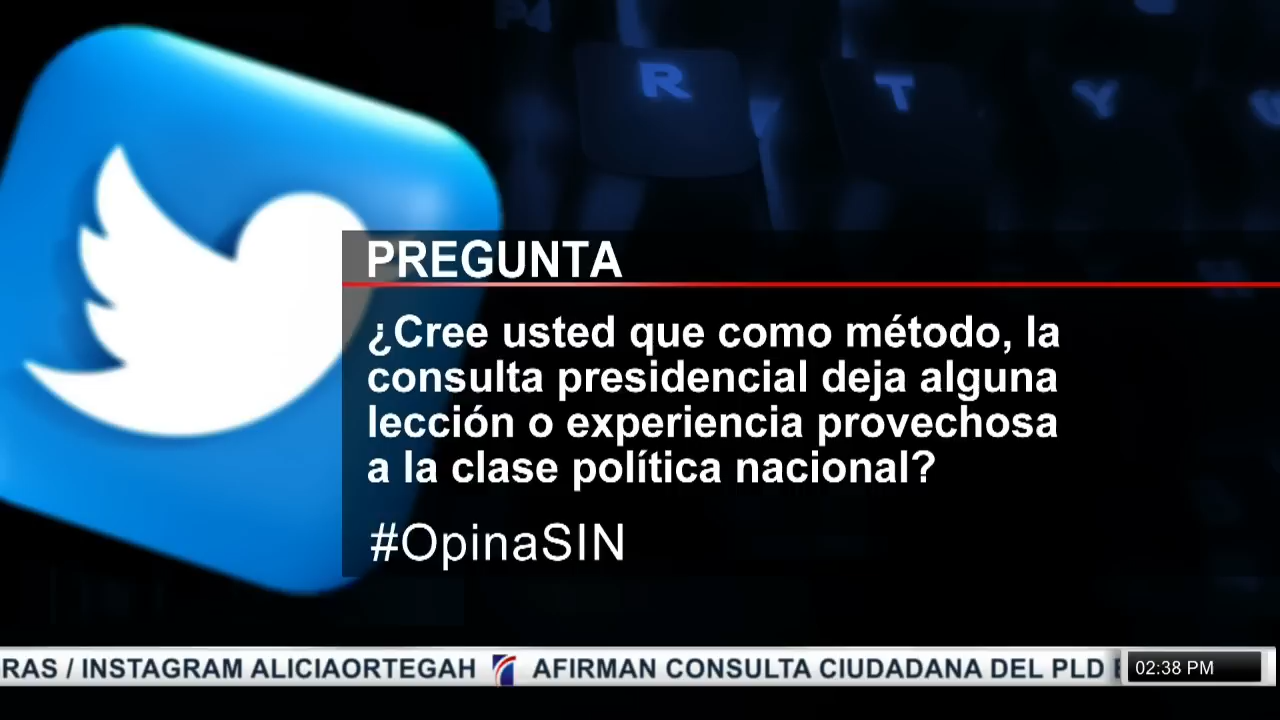 P4
R T Y
PREGUNTA
¿Cree usted que como método, la
consulta presidencial deja alguna
lección o experiencia provechosa
a la clase política nacional?
#OpinaSIN
RAS / INSTAGRAM ALICIAORTEGAH AFIRMAN CONSULTA CIUDADANA DEL PLD
02:38 PM